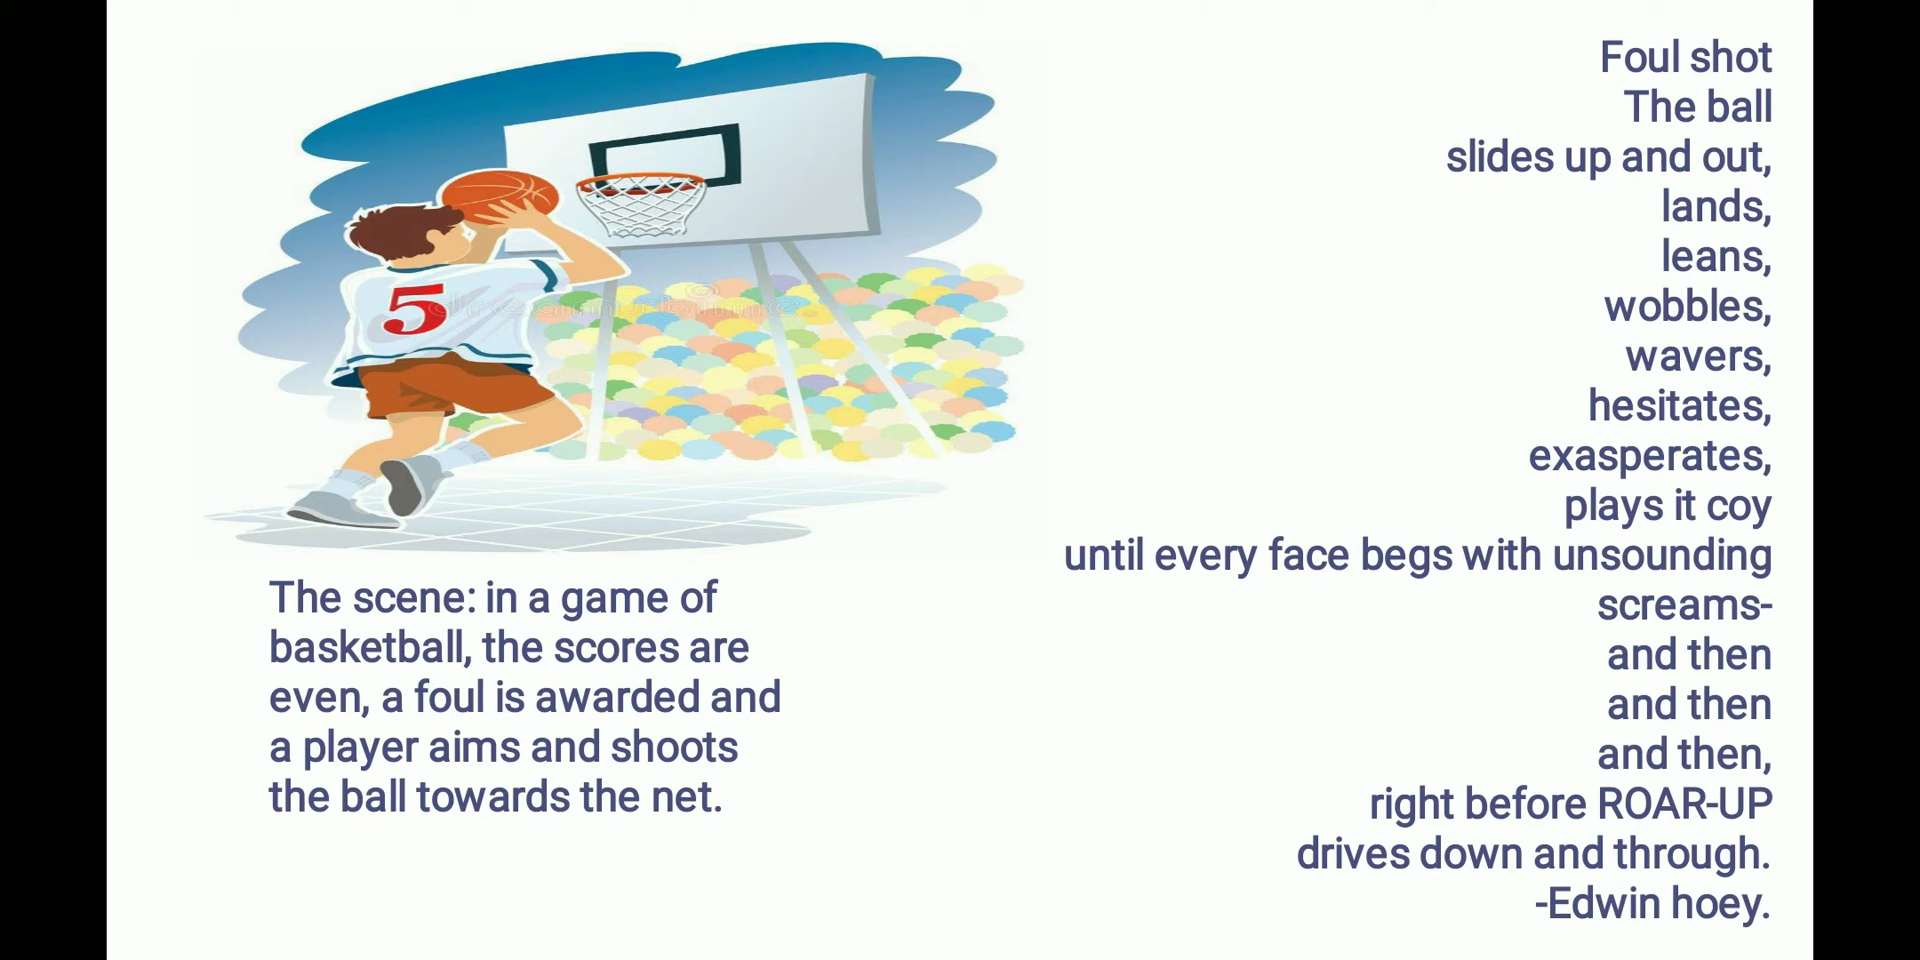 5
The scene: in a game of
basketball, the scores are
even, a foul is awarded and
a player aims and shoots
the ball towards the net.
Foul shot
The ball
slides up and out,
lands,
leans,
wobbles,
wavers,
hesitates,
exasperates,
plays it coy
until every face begs with unsounding
screams-
and then
and then
and then,
right before ROAR-UP
drives down and through.
-Edwin hoey.